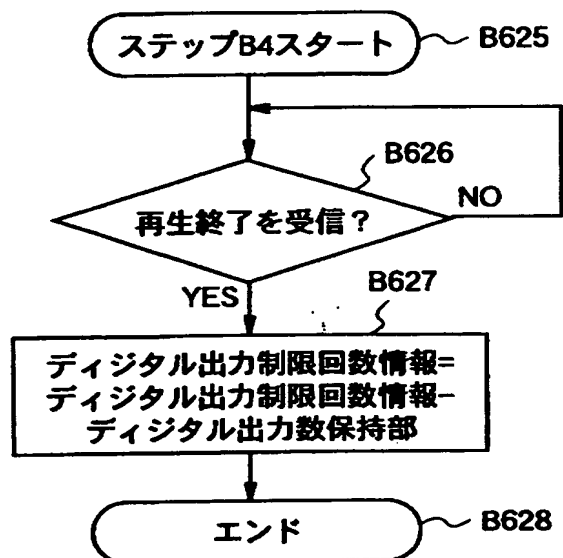 ステップB4スタート
B625
B626
再生終了を受信？
NO
YES
B627
ディジタル出力制限回数情報=
ディジタル出力制限回数情報-
ディジタル出力数保持部
エンド
B628